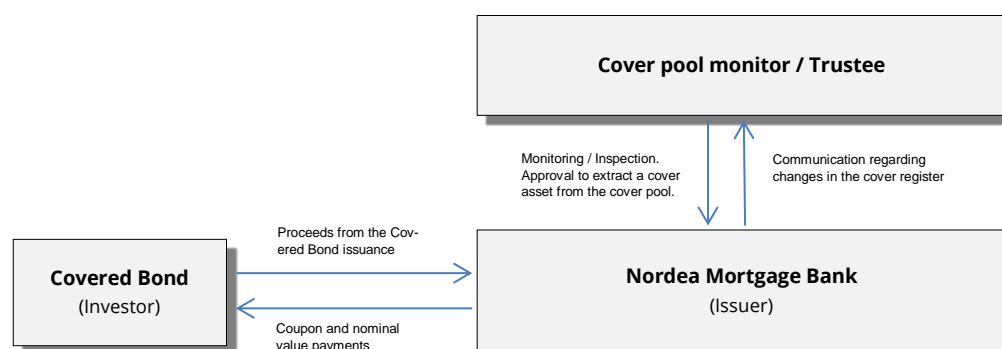 Cover pool monitor / Trustee
Monitoring / Inspection.
Approval to extract a cover
asset from the cover pool.
Communication regarding
changes in the cover register
Proceeds from the Cov-
ered Bond issuance
Covered Bond
(Investor)
Nordea Mortgage Bank
(Issuer)
Coupon and nominal
value payments